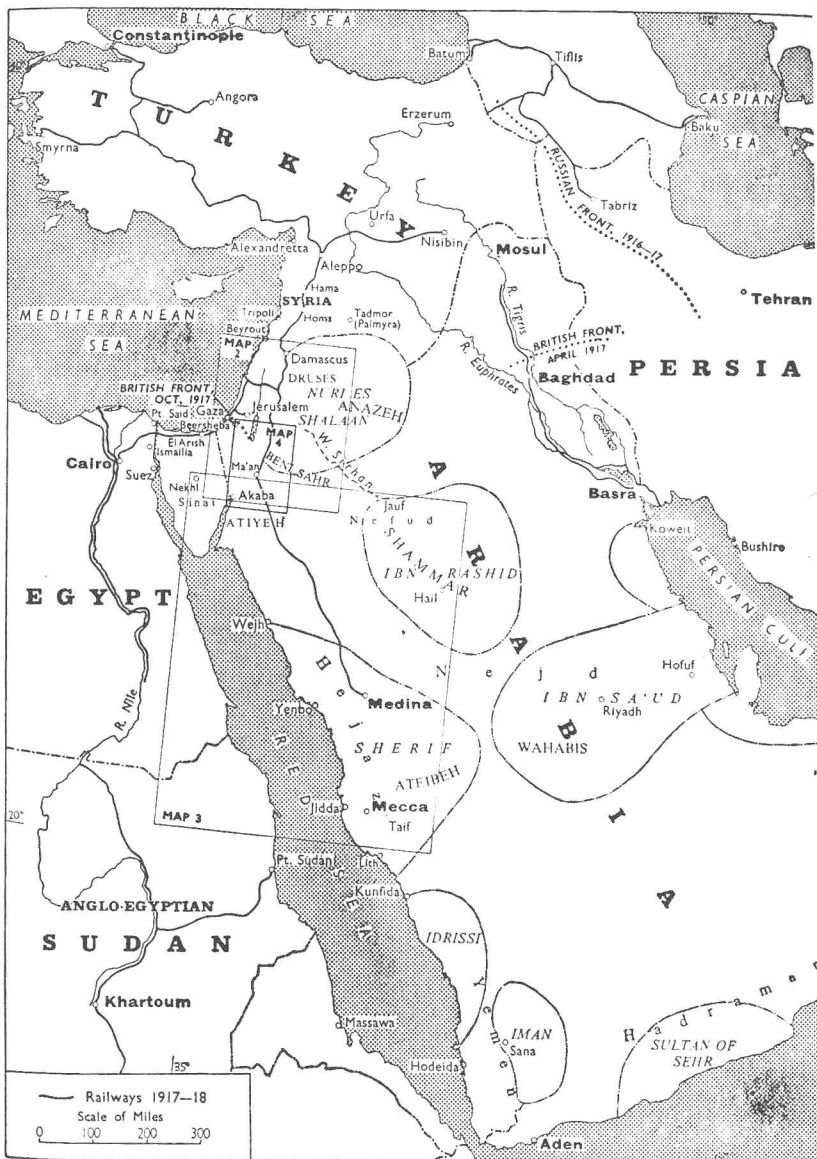 BLACK SEA
Constantinople
Batum
Tiflis
50°
40°
35°
TURKEY
Angora
Erzerum
CASPIAN
SEA
Baku
Smyrna
RUSSIAN FRONT, 1916–17
Tabriz
Urfa
Nisibin
Alexandretta
Aleppo
Mosul
Hama
SYRIA
Homs
Tadmor
(Palmyra)
R. Tigris
Tehran
MEDITERRANEAN
SEA
Tripoli
Beyrout
MAP
2
Damascus
R. Euphrates
BRITISH FRONT,
APRIL 1917
Baghdad
PERSIA
DRUSES
NURI ES
SHALAAN
ANAZEH
BRITISH FRONT
OCT. 1917
Pt. Said
Gaza
Jerusalem
Beersheba
MAP
4
El Arish
Ismailia
Cairo
Suez
Nekhl
Sinai
Ma'an
BENI SAHR
W. Sirhan
Akaba
ATIYEH
Basra
Koweit
Bushire
PERSIAN GULF
Jauf
Nefud
SHAMMAR
IBN RASHID
Hail
ARABIA
EGYPT
Wejh
Hejaz
Nejd
Hofuf
IBN SA'UD
Riyadh
WAHABIS
R. Nile
Medina
Yenbo
RED SEA
SHERIF
ATEIBEH
Jidda
Mecca
Taif
20°
MAP 3
Pt. Sudan
Lith
Kunfida
ANGLO-EGYPTIAN
SUDAN
IDRISSI
Yemen
Khartoum
Massawa
IMAN
Sana
Hadramar
SULTAN OF
SEHR
Hodeida
35°
Aden
Railways 1917–18
Scale of Miles
0 100 200 300